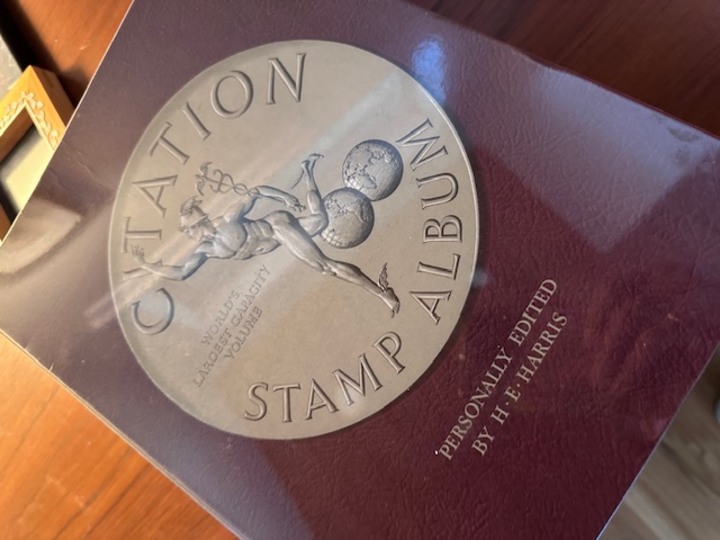 CITATION
STAMP ALBUM
WORLD'S
LARGEST CAPACITY
VOLUME
PERSONALLY EDITED
BY H·E·HARRIS